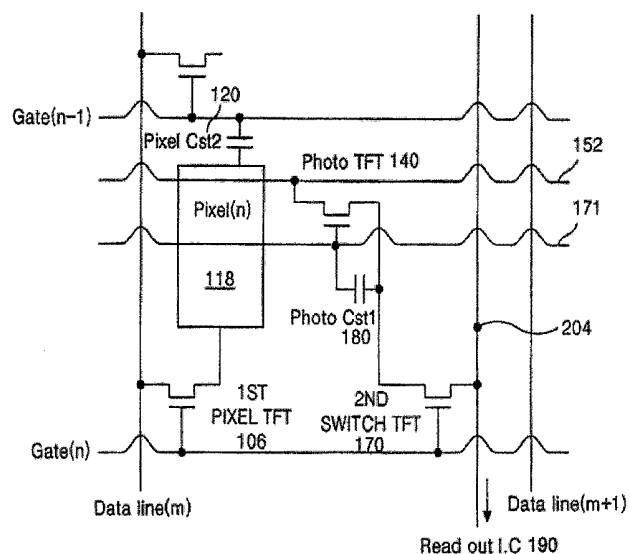 Gate(n-1)
120
Pixel Cst2
Photo TFT 140
152
Pixel(n)
171
118
Photo Cst1
180
204
1ST
PIXEL TFT
106
2ND
SWITCH TFT
170
Gate(n)
Data line(m)
Data line(m+1)
Read out I.C 190